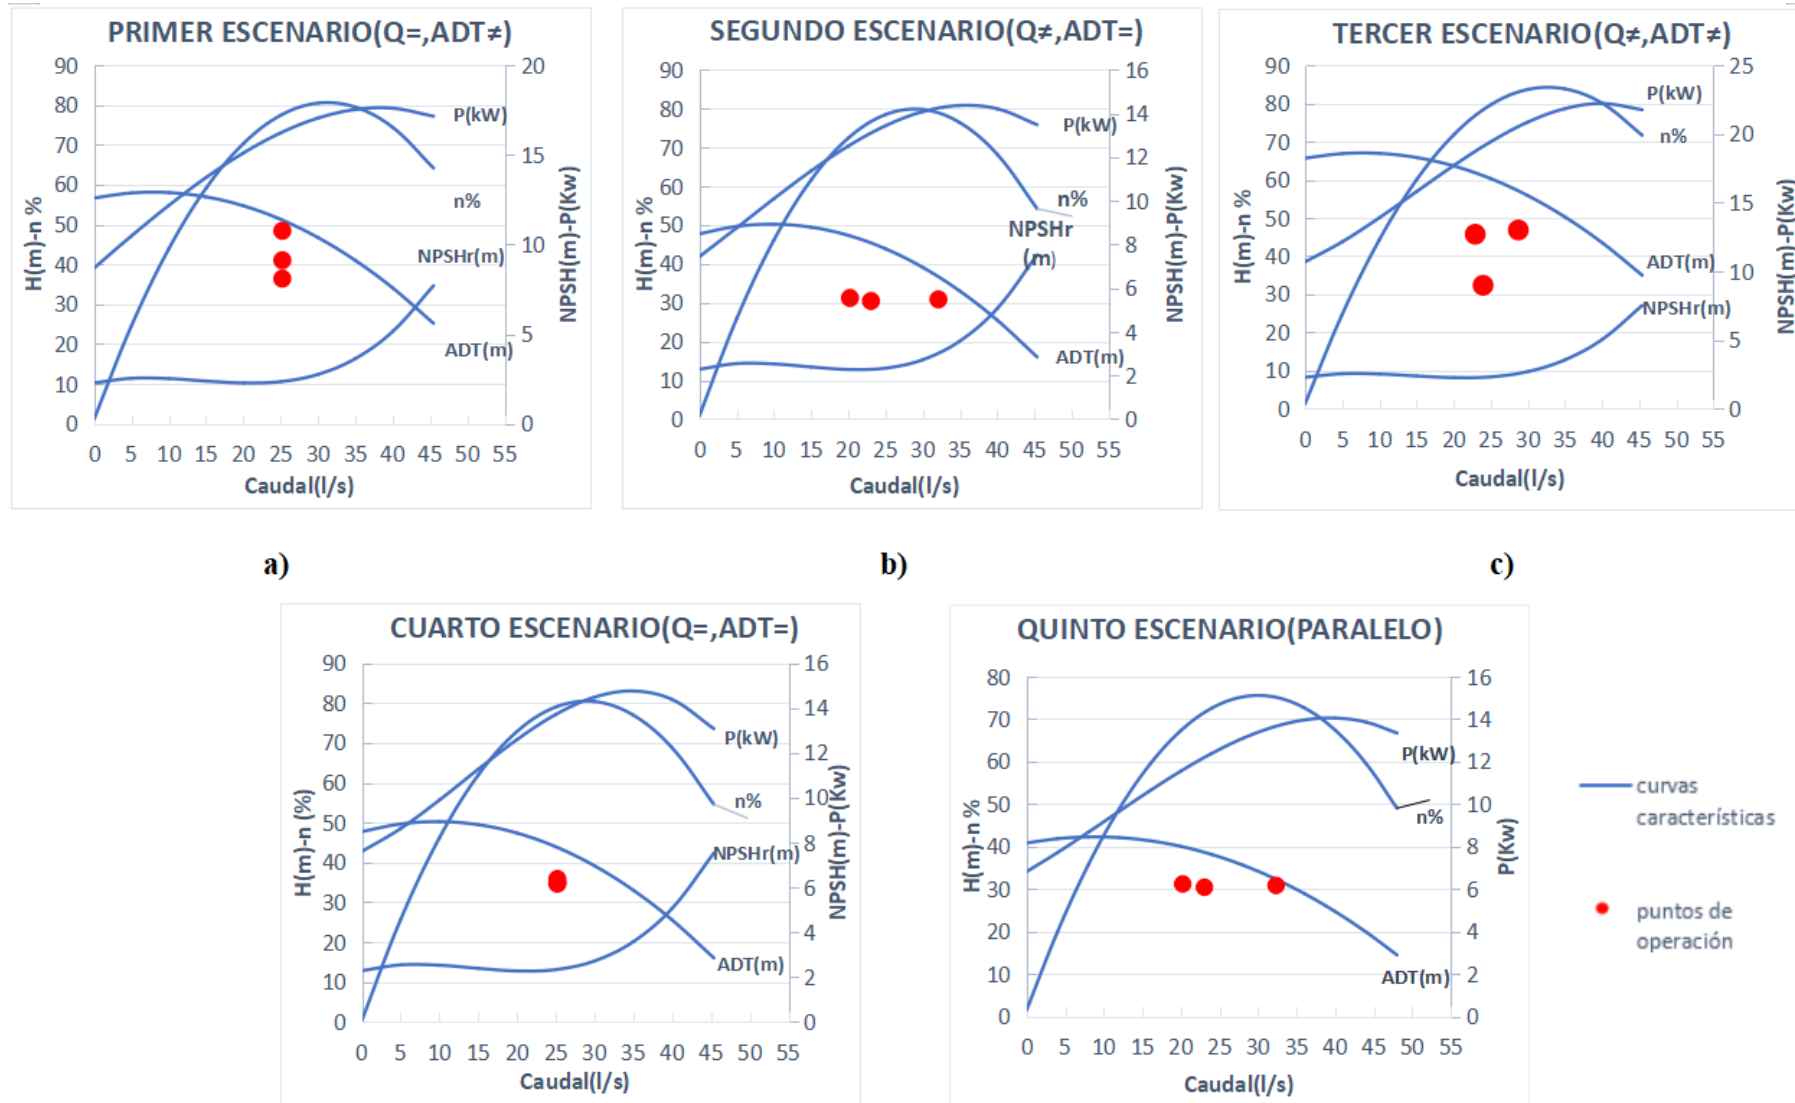 PRIMER ESCENARIO(Q=,ADT≠)
90
80
70
60
50
40
30
20
10
0
H(m)-n %
20
15
10
5
0
NPSH(m)-P(Kw)
P(kW)
n%
NPSHr(m)
ADT(m)
0 5 10 15 20 25 30 35 40 45 50 55
Caudal(l/s)
a)
SEGUNDO ESCENARIO(Q≠,ADT=)
90
80
70
60
50
40
30
20
10
0
H(m)-n %
16
14
12
10
8
6
4
2
0
NPSH(m)-P(Kw)
P(kW)
n%
NPSHr
(m)
ADT(m)
0 5 10 15 20 25 30 35 40 45 50 55
Caudal(l/s)
b)
TERCER ESCENARIO(Q≠,ADT≠)
90
80
70
60
50
40
30
20
10
0
H(m)-n %
25
20
15
10
5
0
NPSH(m)-P(Kw)
P(kW)
n%
ADT(m)
NPSHr(m)
0 5 10 15 20 25 30 35 40 45 50 55
Caudal(l/s)
c)
CUARTO ESCENARIO(Q=,ADT=)
90
80
70
60
50
40
30
20
10
0
H(m)-n (%)
16
14
12
10
8
6
4
2
0
NPSH(m)-P(Kw)
P(kW)
n%
NPSHr(m)
ADT(m)
0 5 10 15 20 25 30 35 40 45 50 55
Caudal(l/s)
QUINTO ESCENARIO(PARALELO)
80
70
60
50
40
30
20
10
0
H(m)-n %
16
14
12
10
8
6
4
2
0
P(Kw)
P(kW)
n%
ADT(m)
0 5 10 15 20 25 30 35 40 45 50 55
Caudal(l/s)
curvas
características
puntos de
operación